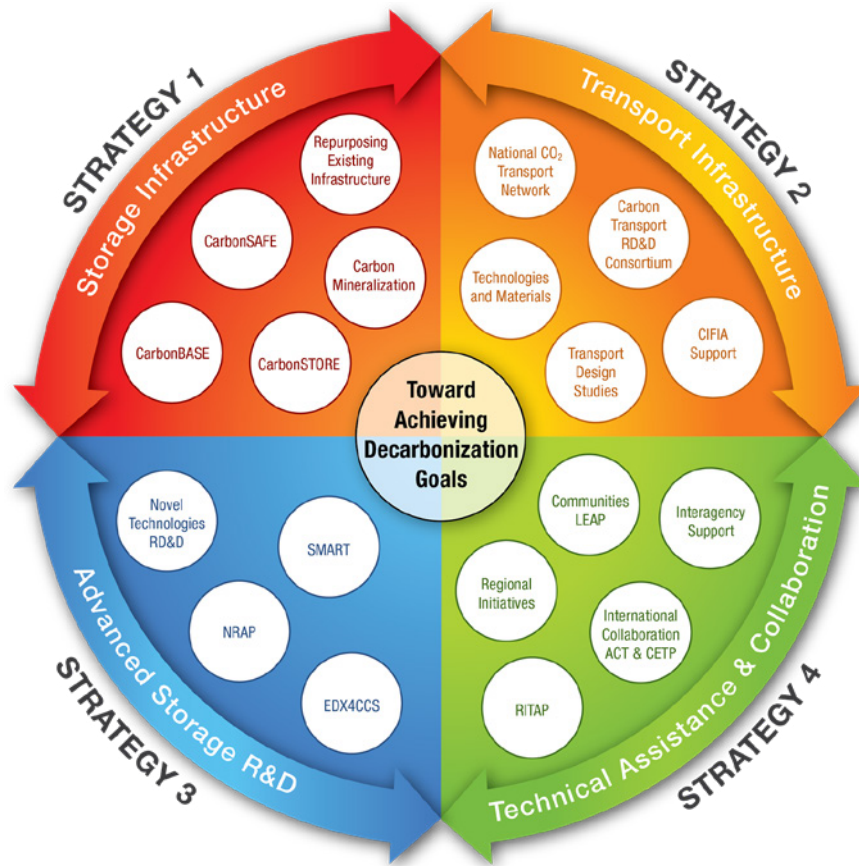 STRATEGY 1
Storage Infrastructure
Repurposing
Existing
Infrastructure
CarbonSAFE
Carbon
Mineralization
CarbonBASE
CarbonSTORE
STRATEGY 2
Transport Infrastructure
National CO₂
Transport
Network
Carbon
Transport
RD&D
Consortium
Technologies
and Materials
CIFIA
Support
Transport
Design
Studies
Toward
Achieving
Decarbonization
Goals
STRATEGY 3
Advanced Storage R&D
Novel
Technologies
RD&D
SMART
NRAP
EDX4CCS
STRATEGY 4
Technical Assistance & Collaboration
Communities
LEAP
Interagency
Support
Regional
Initiatives
International
Collaboration
ACT & CETP
RITAP